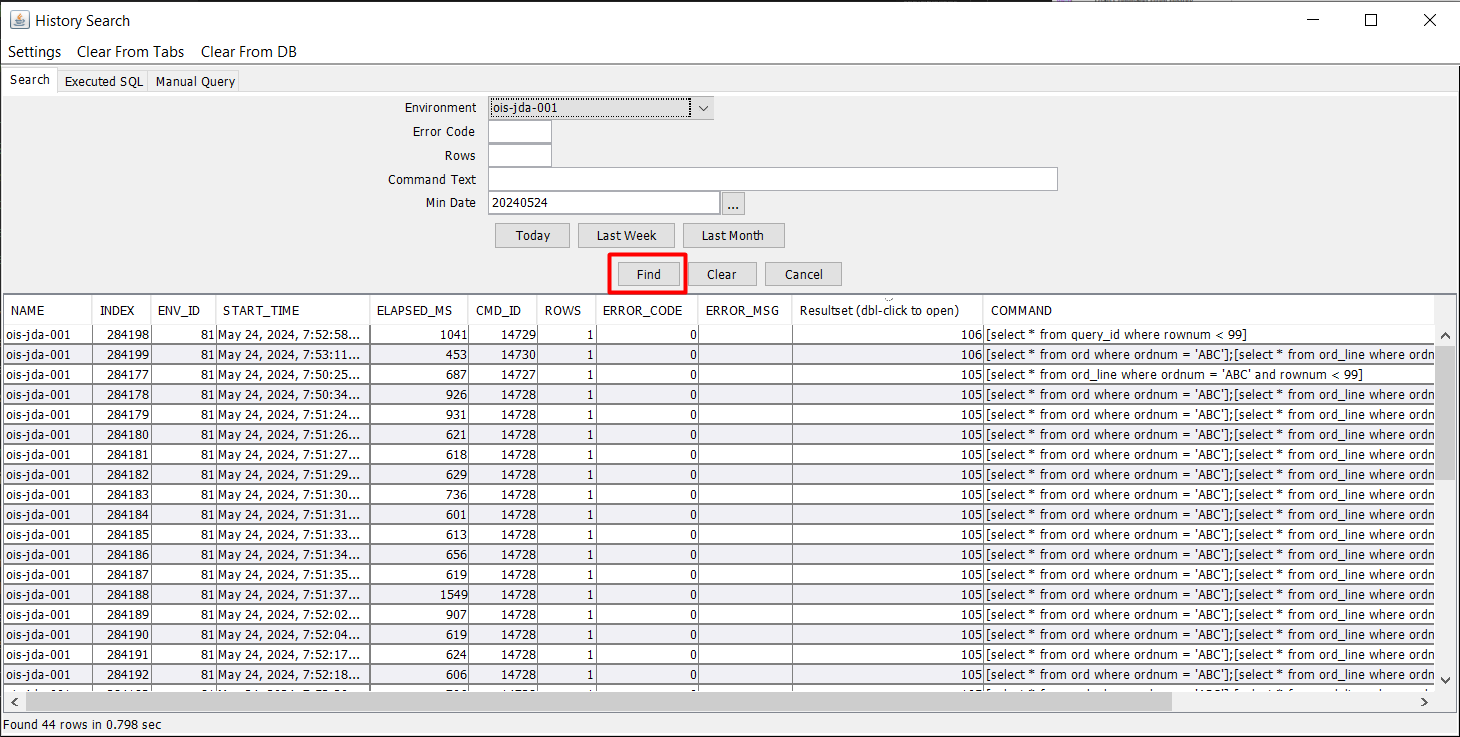 History Search
Settings Clear From Tabs Clear From DB
Search Executed SQL Manual Query
Environment ois-jda-001
Error Code
Rows
Command Text
Min Date 20240524 ...
Today Last Week Last Month
Find Clear Cancel
NAME INDEX ENV_ID START_TIME ELAPSED_MS CMD_ID ROWS ERROR_CODE ERROR_MSG Resultset (dbl-click to open) COMMAND
ois-jda-001 284198 81 May 24, 2024, 7:52:58... 1041 14729 1 0 106 [select * from query_id where rownum < 99]
ois-jda-001 284199 81 May 24, 2024, 7:53:11... 453 14730 1 0 106 [select * from ord where ordnum = 'ABC'];[select * from ord_line where ordn
ois-jda-001 284177 81 May 24, 2024, 7:50:25... 687 14727 1 0 105 [select * from ord_line where ordnum = 'ABC' and rownum < 99]
ois-jda-001 284178 81 May 24, 2024, 7:50:34... 926 14728 1 0 105 [select * from ord where ordnum = 'ABC'];[select * from ord_line where ordn
ois-jda-001 284179 81 May 24, 2024, 7:51:24... 931 14728 1 0 105 [select * from ord where ordnum = 'ABC'];[select * from ord_line where ordn
ois-jda-001 284180 81 May 24, 2024, 7:51:26... 621 14728 1 0 105 [select * from ord where ordnum = 'ABC'];[select * from ord_line where ordn
ois-jda-001 284181 81 May 24, 2024, 7:51:27... 618 14728 1 0 105 [select * from ord where ordnum = 'ABC'];[select * from ord_line where ordn
ois-jda-001 284182 81 May 24, 2024, 7:51:29... 629 14728 1 0 105 [select * from ord where ordnum = 'ABC'];[select * from ord_line where ordn
ois-jda-001 284183 81 May 24, 2024, 7:51:30... 736 14728 1 0 105 [select * from ord where ordnum = 'ABC'];[select * from ord_line where ordn
ois-jda-001 284184 81 May 24, 2024, 7:51:31... 601 14728 1 0 105 [select * from ord where ordnum = 'ABC'];[select * from ord_line where ordn
ois-jda-001 284185 81 May 24, 2024, 7:51:33... 613 14728 1 0 105 [select * from ord where ordnum = 'ABC'];[select * from ord_line where ordn
ois-jda-001 284186 81 May 24, 2024, 7:51:34... 656 14728 1 0 105 [select * from ord where ordnum = 'ABC'];[select * from ord_line where ordn
ois-jda-001 284187 81 May 24, 2024, 7:51:35... 619 14728 1 0 105 [select * from ord where ordnum = 'ABC'];[select * from ord_line where ordn
ois-jda-001 284188 81 May 24, 2024, 7:51:37... 1549 14728 1 0 105 [select * from ord where ordnum = 'ABC'];[select * from ord_line where ordn
ois-jda-001 284189 81 May 24, 2024, 7:52:02... 907 14728 1 0 105 [select * from ord where ordnum = 'ABC'];[select * from ord_line where ordn
ois-jda-001 284190 81 May 24, 2024, 7:52:04... 619 14728 1 0 105 [select * from ord where ordnum = 'ABC'];[select * from ord_line where ordn
ois-jda-001 284191 81 May 24, 2024, 7:52:17... 624 14728 1 0 105 [select * from ord where ordnum = 'ABC'];[select * from ord_line where ordn
ois-jda-001 284192 81 May 24, 2024, 7:52:18... 606 14728 1 0 105 [select * from ord where ordnum = 'ABC'];[select * from ord_line where ordn
Found 44 rows in 0.798 sec